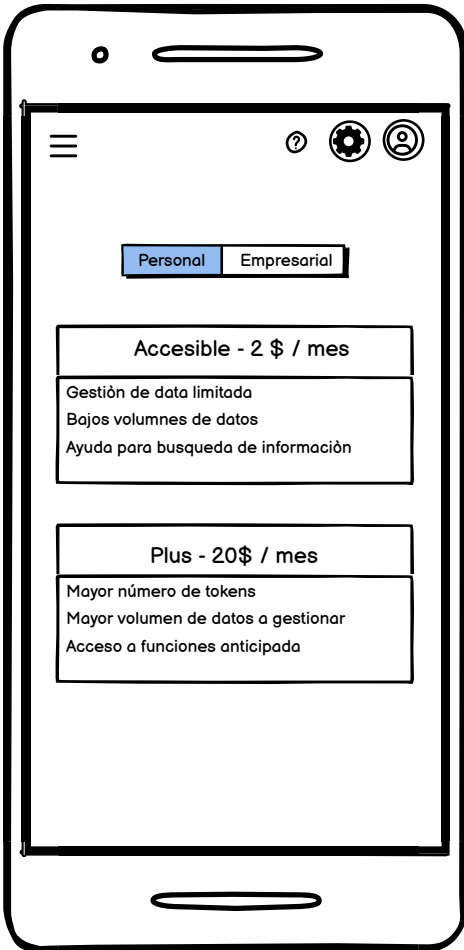 ?
Personal Empresarial
Accesible - 2 $ / mes
Gestiòn de data limitada
Bajos volumnes de datos
Ayuda para busqueda de informaciòn
Plus - 20$ / mes
Mayor número de tokens
Mayor volumen de datos a gestionar
Acceso a funciones anticipada